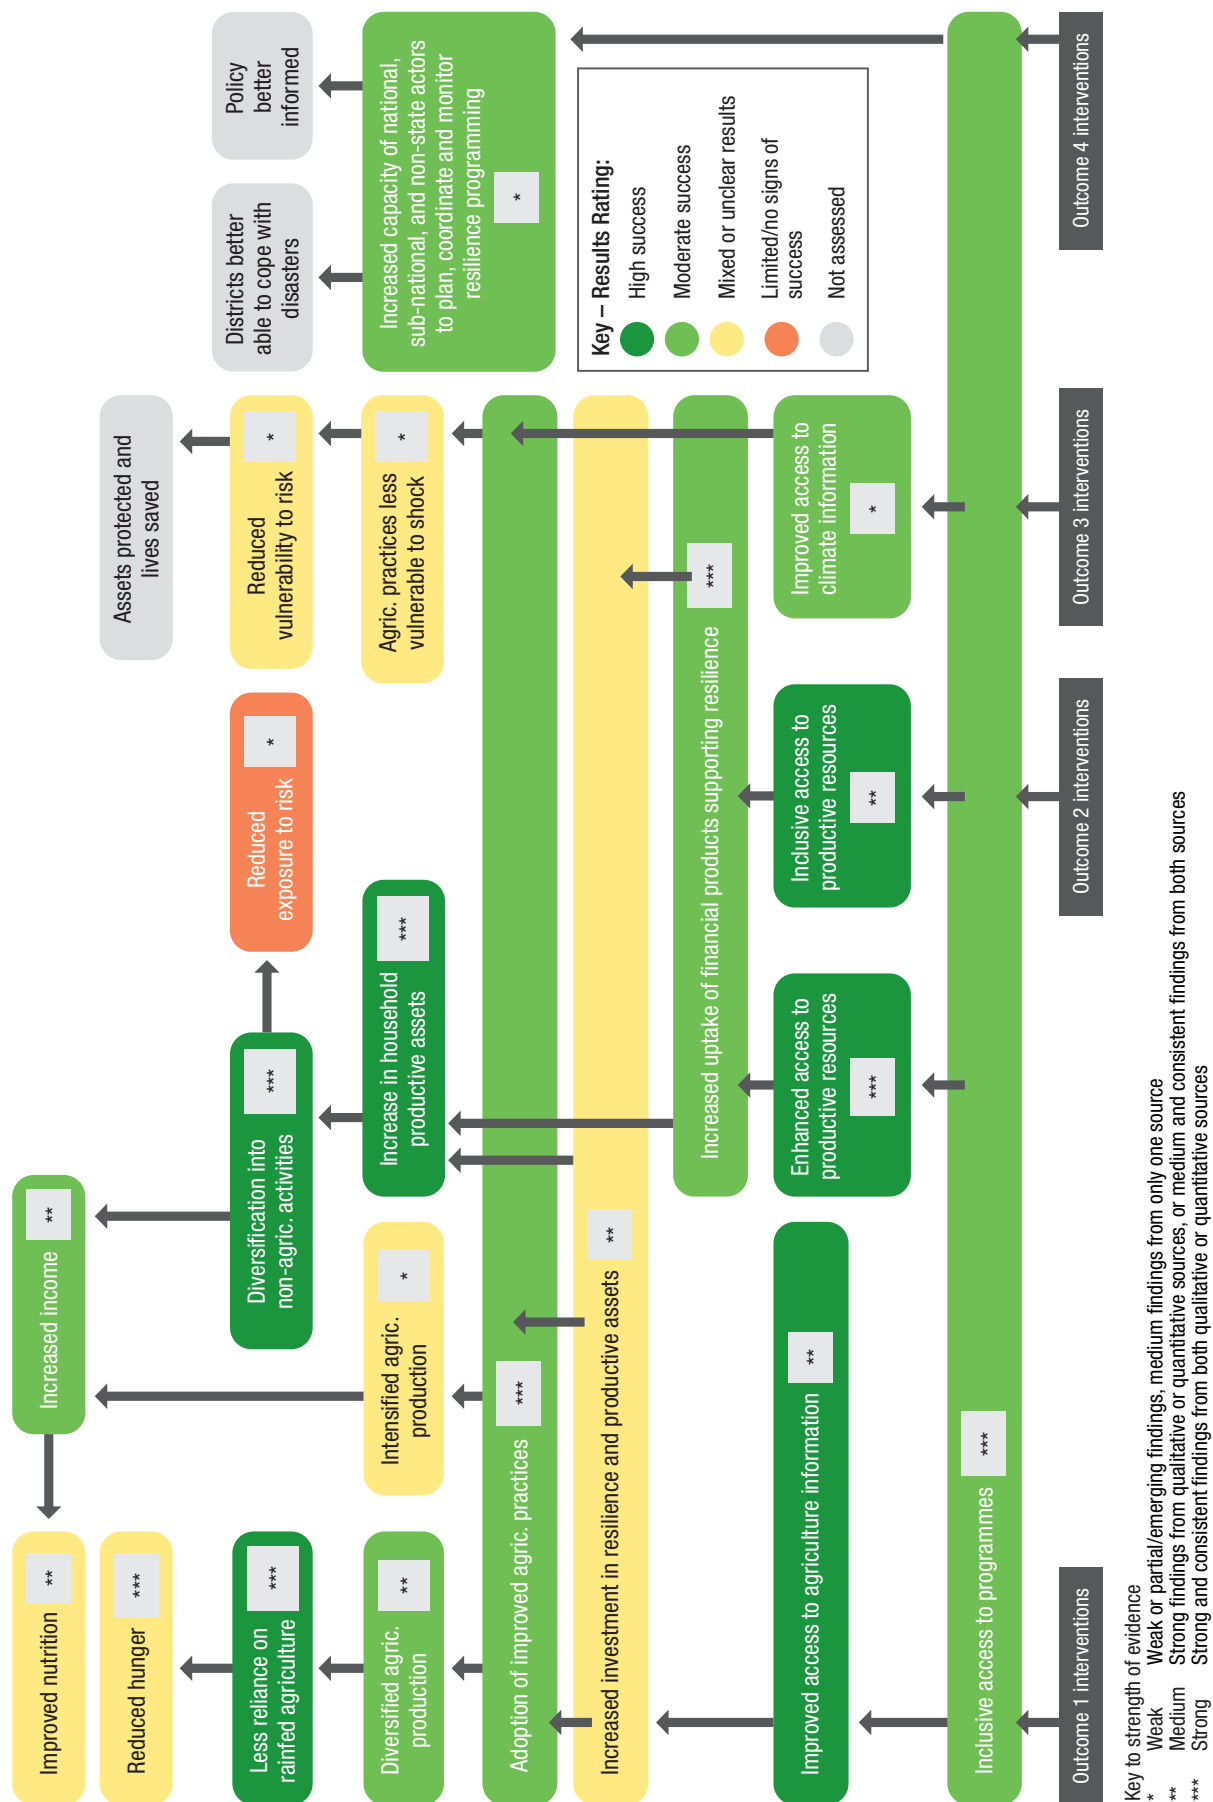 Improved nutrition
**
Increased income
**
Reduced hunger
***
Assets protected and
lives saved
Less reliance on
rainfed agriculture
***
Diversification into
non-agric. activities
***
Reduced
exposure to risk
*
Reduced
vulnerability to risk
*
Districts better
able to cope with
disasters
Policy
better
informed
Diversified agric.
production
**
Intensified agric.
production
*
Increase in household
productive assets
***
Agric. practices less
vulnerable to shock
*
Increased capacity of national,
sub-national, and non-state actors
to plan, coordinate and monitor
resilience programming
*
Adoption of improved agric. practices
***
Increased investment in resilience and productive assets
**
Increased uptake of financial products supporting resilience
***
Key – Results Rating:
High success
Moderate success
Mixed or unclear results
Limited/no signs of
success
Not assessed
Improved access to agriculture information
**
Enhanced access to
productive resources
***
Inclusive access to
productive resources
**
Improved access to
climate information
*
Inclusive access to programmes
***
Outcome 1 interventions
Outcome 2 interventions
Outcome 3 interventions
Outcome 4 interventions
Key to strength of evidence
* Weak Weak or partial/emerging findings, medium findings from only one source
** Medium Strong findings from qualitative or quantitative sources, or medium and consistent findings from both sources
*** Strong Strong and consistent findings from both qualitative or quantitative sources